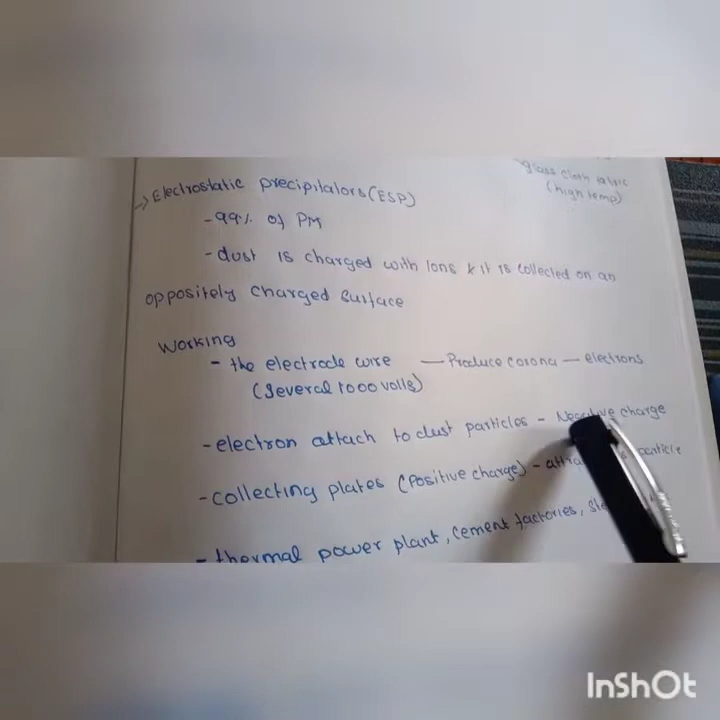 glass cloth fabric
(high temp)
-> Electrostatic precipitators (ESP)
- 99% of PM
- dust is charged with Ions & it is collected on an
oppositely charged surface
Working
- the electrode wire — Produce corona — electrons
(several 1000 volts)
- electron attach to dust particles - Negative charge
- collecting plates (positive charge) - particle
- thermal power plant, cement factories,
InShOt